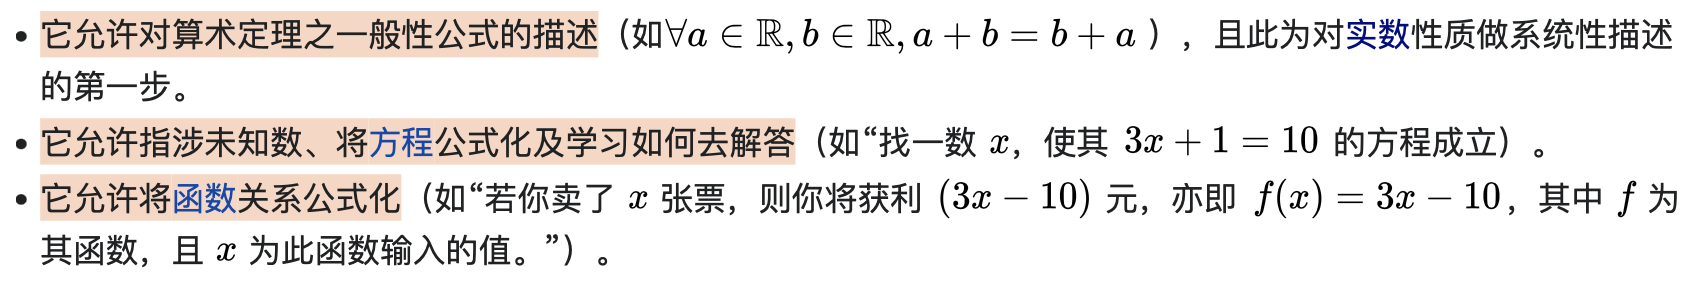 • 它允许对算术定理之一般性公式的描述（如∀a ∈ ℝ, b ∈ ℝ, a + b = b + a ），且此为对实数性质做系统性描述
的第一步。
• 它允许指涉未知数、将方程公式化及学习如何去解答（如“找一数 x，使其 3x + 1 = 10 的方程成立）。
• 它允许将函数关系公式化（如“若你卖了 x 张票，则你将获利 (3x − 10) 元，亦即 f(x) = 3x − 10，其中 f 为
其函数，且 x 为此函数输入的值。”）。